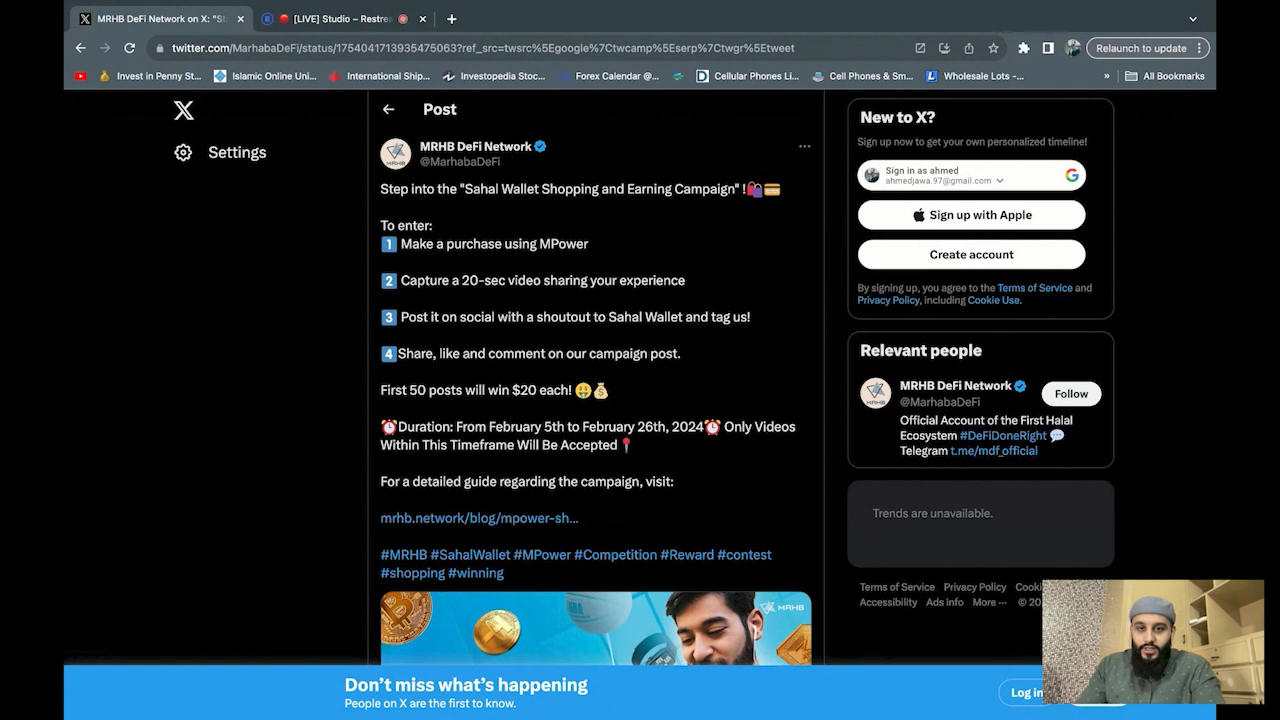 MRHB DeFi Network on X: "St
[LIVE] Studio – Restre
twitter.com/MarhabaDeFi/status/1754041713935475063?ref_src=twsrc%5Egoogle%7Ctwcamp%5Eserp%7Ctwgr%5Etweet
Relaunch to update
Invest in Penny St...
Islamic Online Uni...
International Ship...
Investopedia Stoc...
Forex Calendar @...
Cellular Phones Li...
Cell Phones & Sm...
Wholesale Lots -...
»
All Bookmarks
X
Settings
Post
MRHB DeFi Network
@MarhabaDeFi
Step into the "Sahal Wallet Shopping and Earning Campaign" !🛍️💳
To enter:
1️⃣ Make a purchase using MPower
2️⃣ Capture a 20-sec video sharing your experience
3️⃣ Post it on social with a shoutout to Sahal Wallet and tag us!
4️⃣Share, like and comment on our campaign post.
First 50 posts will win $20 each! 🤑💰
⏰Duration: From February 5th to February 26th, 2024⏰ Only Videos
Within This Timeframe Will Be Accepted📍
For a detailed guide regarding the campaign, visit:
mrhb.network/blog/mpower-sh...
#MRHB #SahalWallet #MPower #Competition #Reward #contest
#shopping #winning
MRHB
New to X?
Sign up now to get your own personalized timeline!
Sign in as ahmed
ahmedjawa.97@gmail.com
Sign up with Apple
Create account
By signing up, you agree to the Terms of Service and
Privacy Policy, including Cookie Use.
Relevant people
MRHB DeFi Network
@MarhabaDeFi
Follow
Official Account of the First Halal
Ecosystem #DeFiDoneRight 💬
Telegram t.me/mdf_official
Trends are unavailable.
Terms of Service Privacy Policy Cooki
Accessibility Ads info More ··· © 20
Don't miss what's happening
People on X are the first to know.
Log in